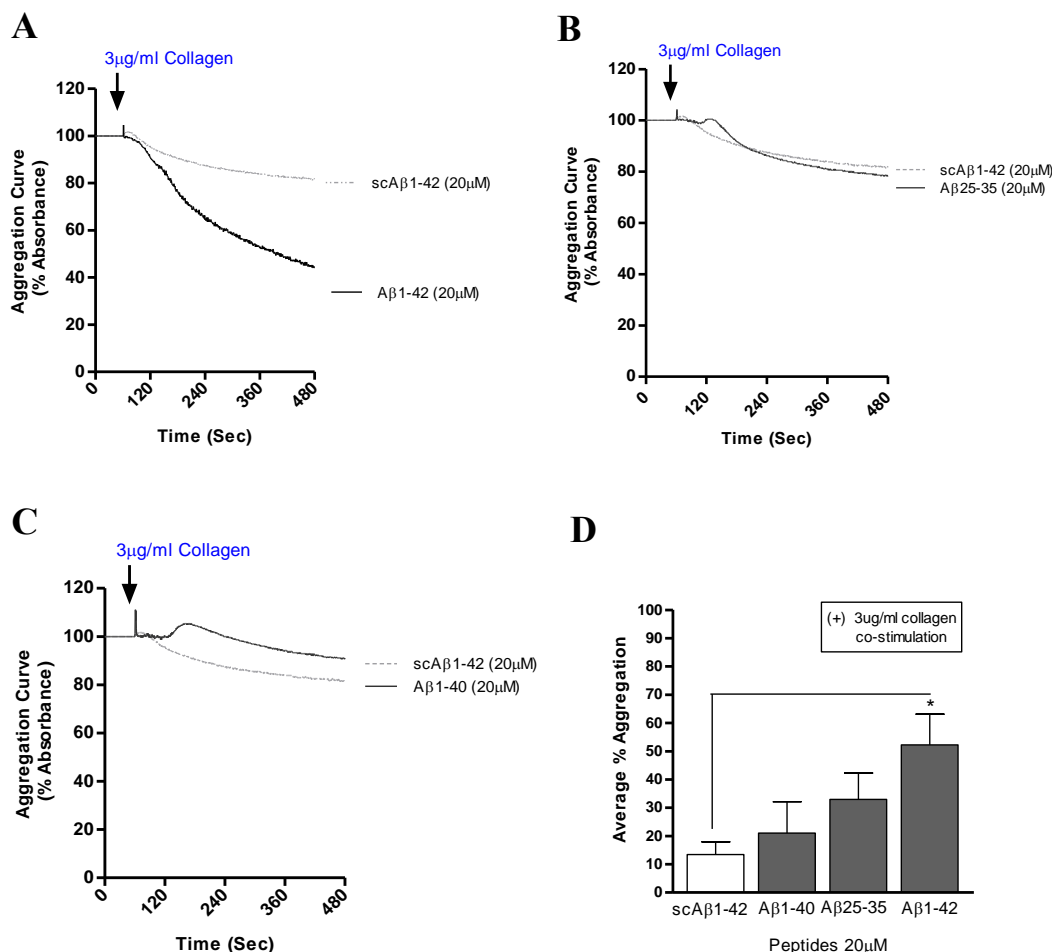 A
3μg/ml Collagen
120
100
80
60
40
20
0
Aggregation Curve
(% Absorbance)
0
120
240
360
480
Time (Sec)
scAβ1-42 (20μM)
Aβ1-42 (20μM)
B
3μg/ml Collagen
120
100
80
60
40
20
0
Aggregation Curve
(% Absorbance)
0
120
240
360
480
Time (Sec)
scAβ1-42 (20μM)
Aβ25-35 (20μM)
C
3μg/ml Collagen
120
100
80
60
40
20
0
Aggregation Curve
(% Absorbance)
0
120
240
360
480
Time (Sec)
scAβ1-42 (20μM)
Aβ1-40 (20μM)
D
(+) 3ug/ml collagen
co-stimulation
100
90
80
70
60
50
40
30
20
10
0
Average % Aggregation
*
scAβ1-42 Aβ1-40 Aβ25-35 Aβ1-42
Peptides 20μM